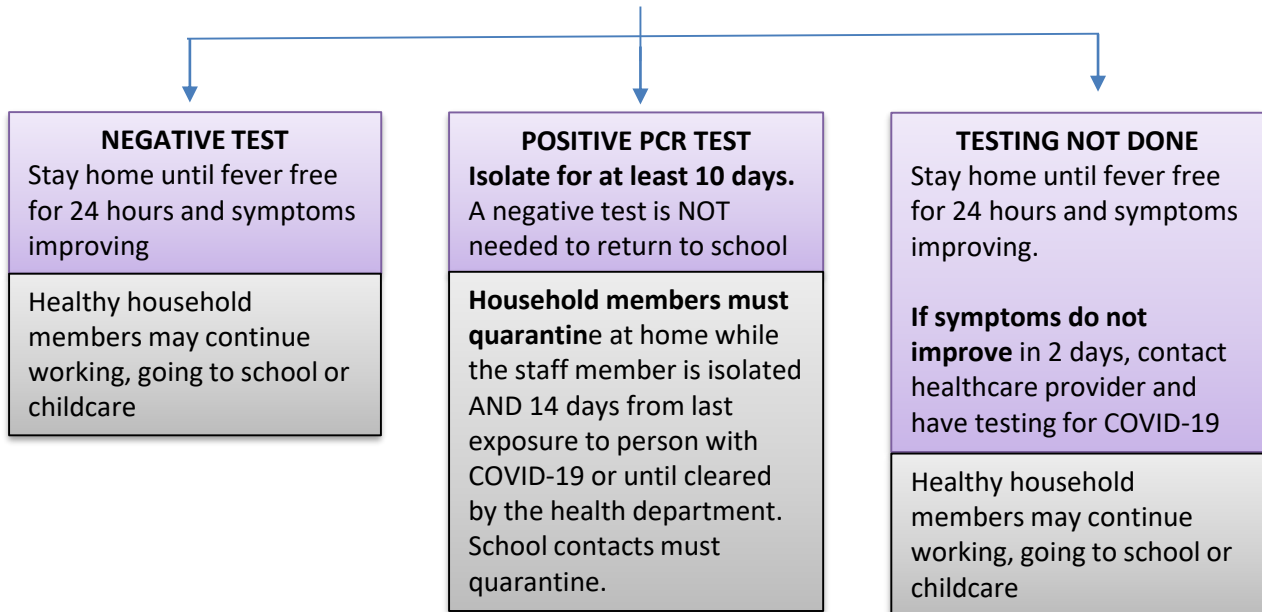 NEGATIVE TEST
Stay home until fever free
for 24 hours and symptoms
improving
Healthy household
members may continue
working, going to school or
childcare
POSITIVE PCR TEST
Isolate for at least 10 days.
A negative test is NOT
needed to return to school
Household members must
quarantine at home while
the staff member is isolated
AND 14 days from last
exposure to person with
COVID-19 or until cleared
by the health department.
School contacts must
quarantine.
TESTING NOT DONE
Stay home until fever free
for 24 hours and symptoms
improving.
If symptoms do not
improve in 2 days, contact
healthcare provider and
have testing for COVID-19
Healthy household
members may continue
working, going to school or
childcare